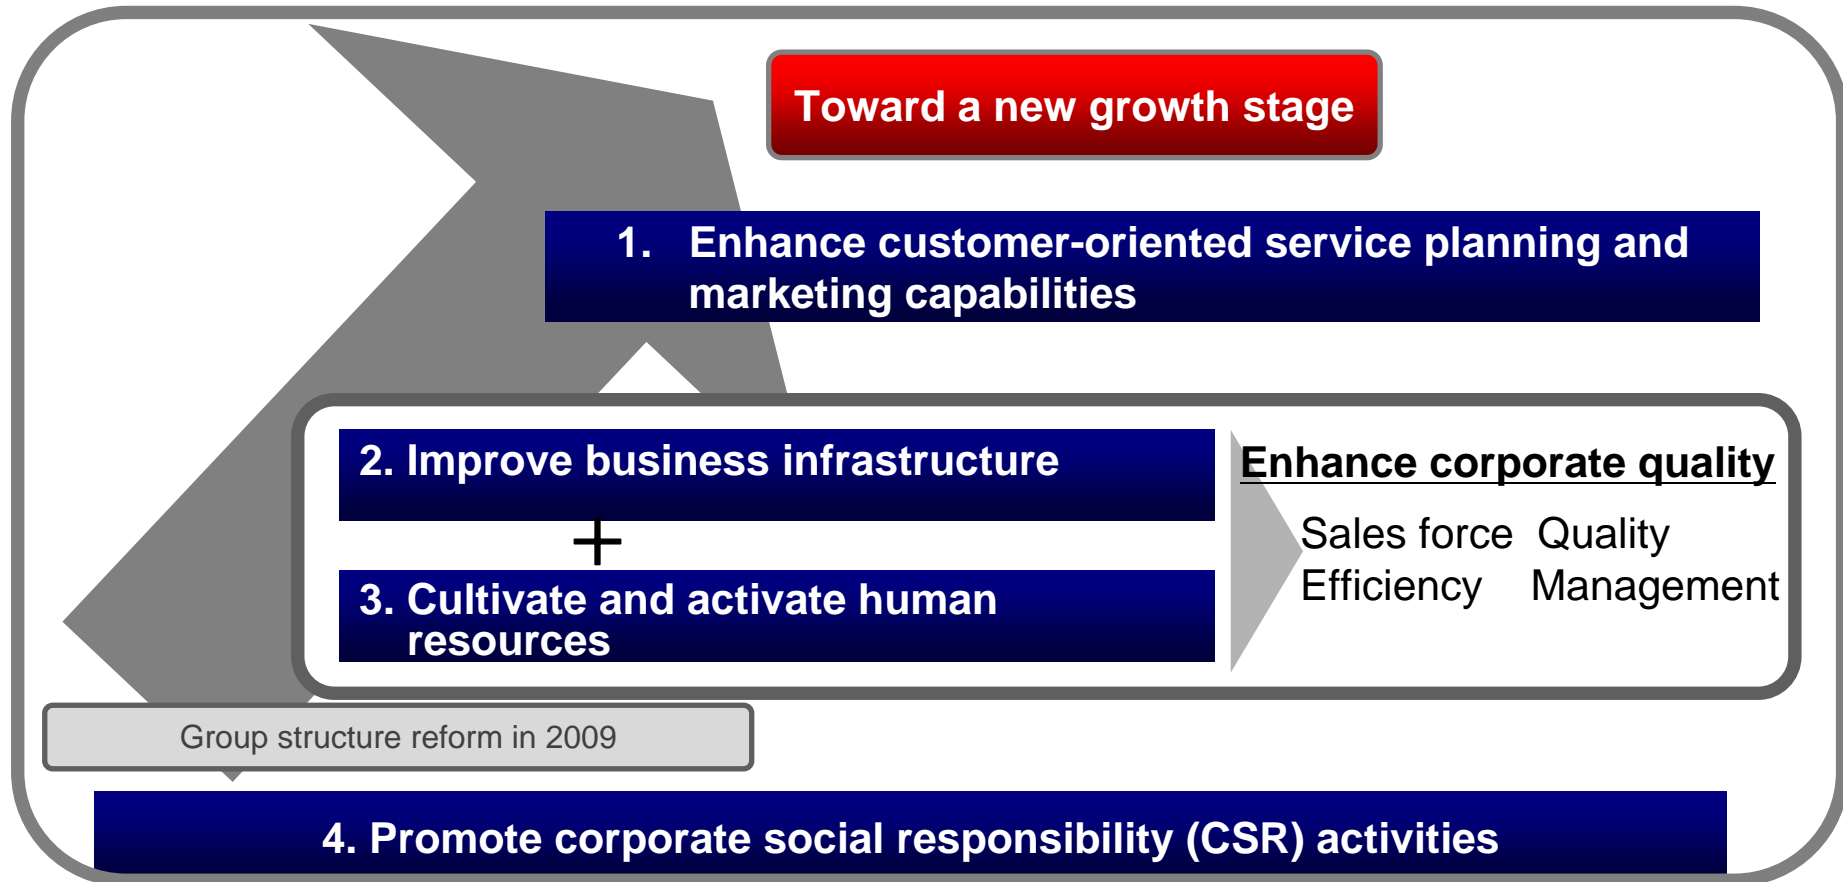 Toward a new growth stage
1. Enhance customer-oriented service planning and
marketing capabilities
2. Improve business infrastructure
+
3. Cultivate and activate human
resources
Enhance corporate quality
Sales force Quality
Efficiency Management
Group structure reform in 2009
4. Promote corporate social responsibility (CSR) activities